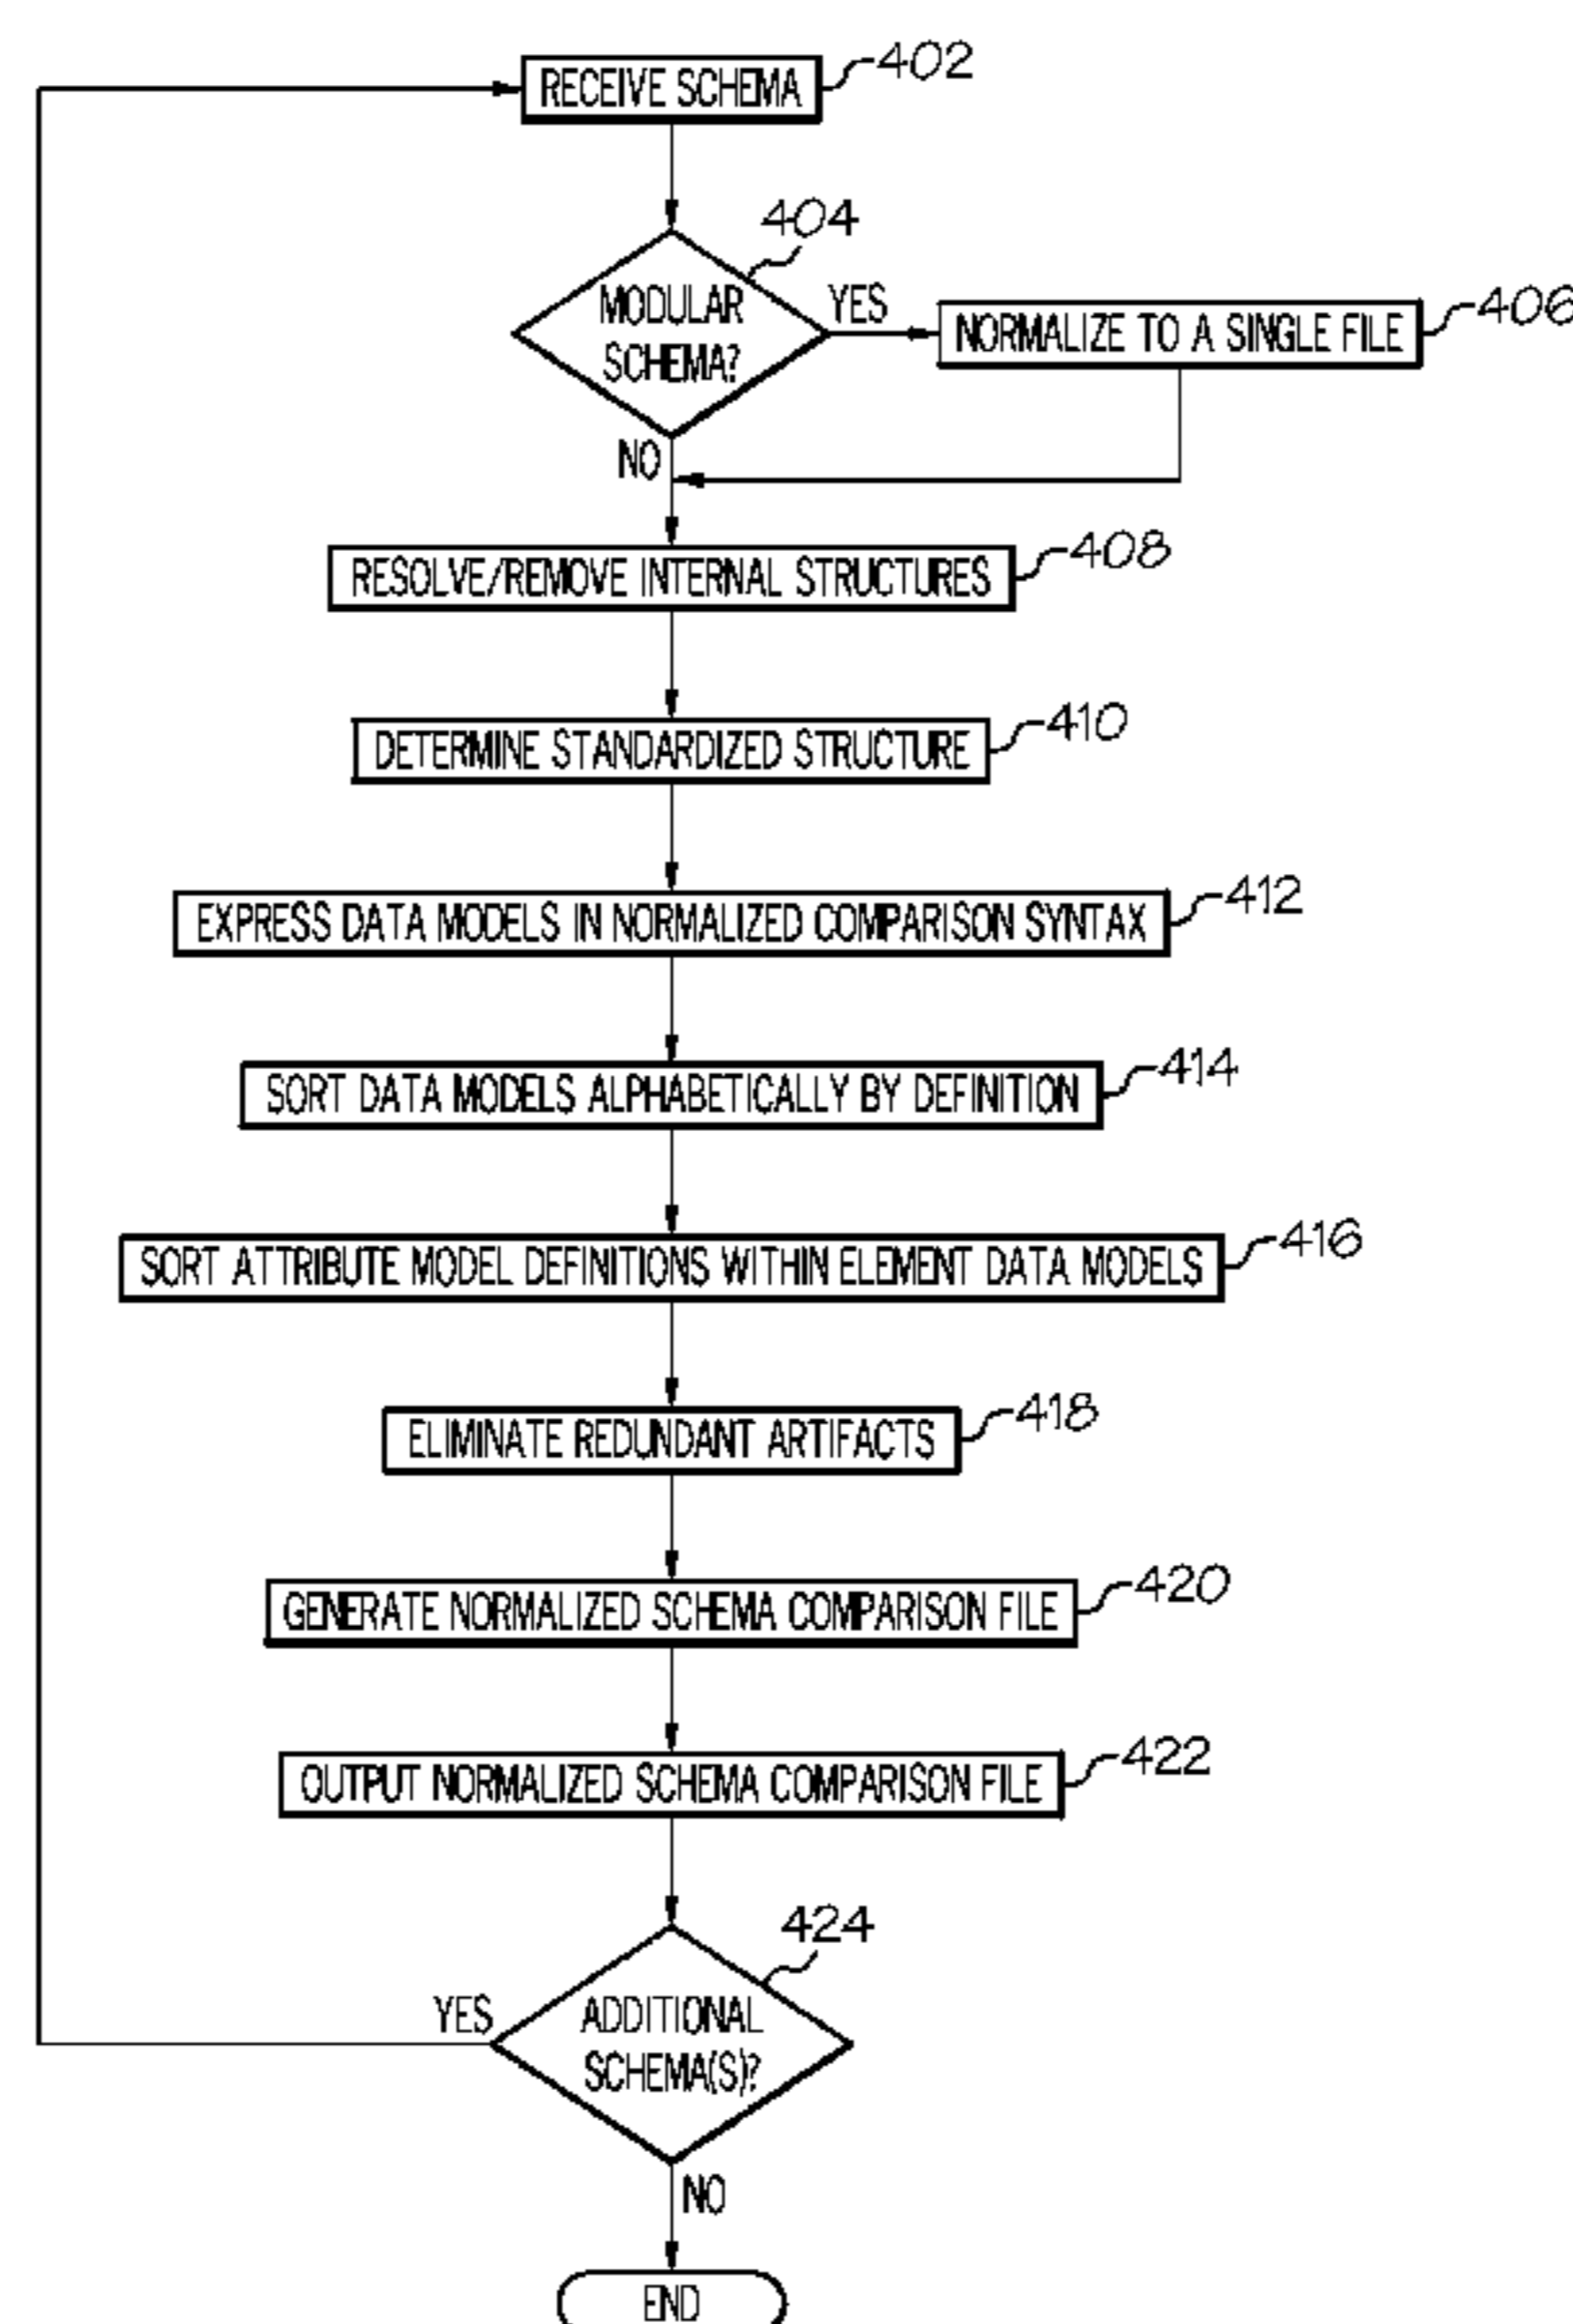 RECEIVE SCHEMA
402
404
MODULAR
SCHEMA?
YES
NORMALIZE TO A SINGLE FILE
406
NO
RESOLVE/REMOVE INTERNAL STRUCTURES
408
DETERMINE STANDARDIZED STRUCTURE
410
EXPRESS DATA MODELS IN NORMALIZED COMPARISON SYNTAX
412
SORT DATA MODELS ALPHABETICALLY BY DEFINITION
414
SORT ATTRIBUTE MODEL DEFINITIONS WITHIN ELEMENT DATA MODELS
416
ELIMINATE REDUNDANT ARTIFACTS
418
GENERATE NORMALIZED SCHEMA COMPARISON FILE
420
OUTPUT NORMALIZED SCHEMA COMPARISON FILE
422
424
YES
ADDITIONAL
SCHEMA(S)?
NO
END